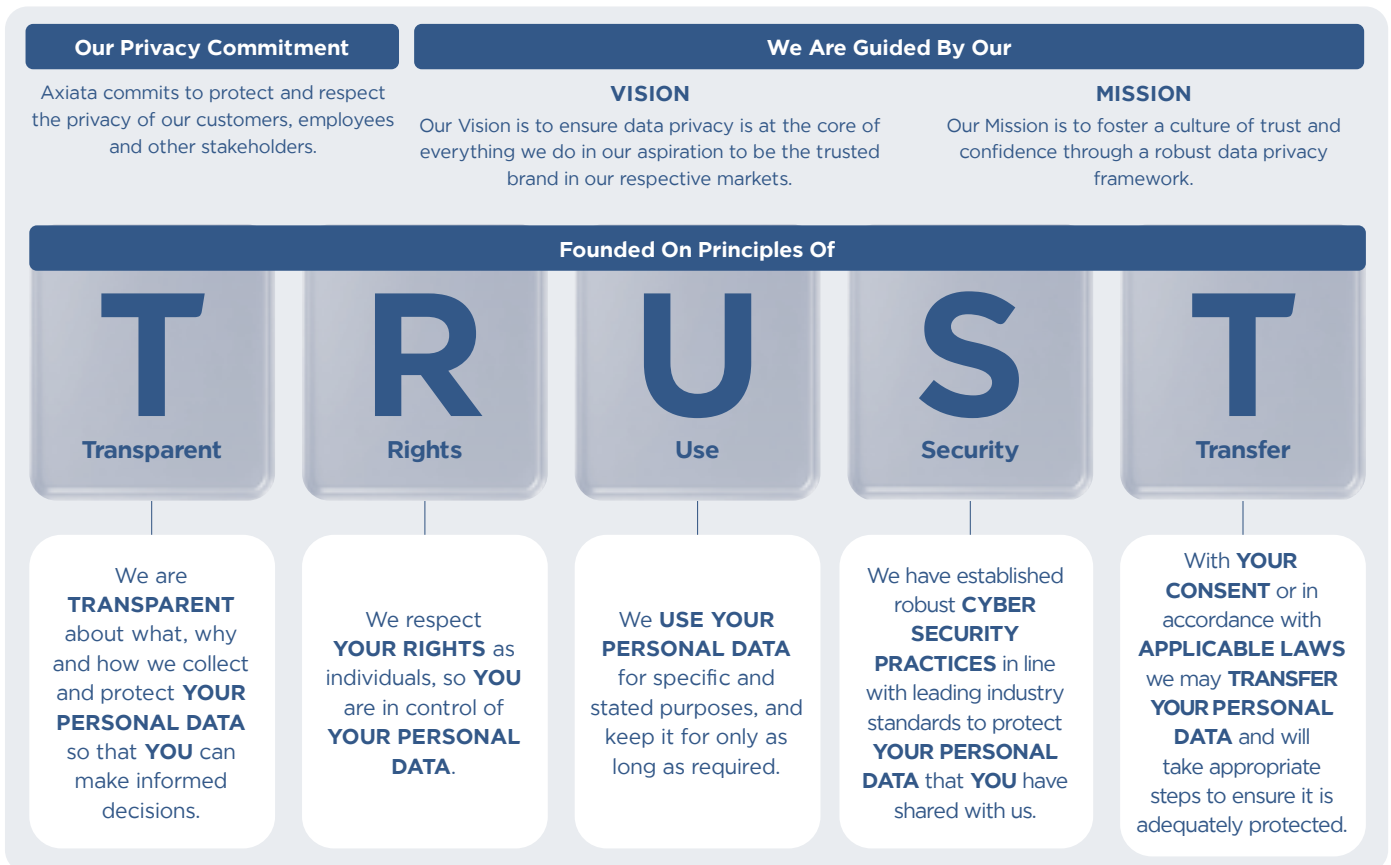 Our Privacy Commitment
Axiata commits to protect and respect
the privacy of our customers, employees
and other stakeholders.
We Are Guided By Our
VISION
Our Vision is to ensure data privacy is at the core of
everything we do in our aspiration to be the trusted
brand in our respective markets.
MISSION
Our Mission is to foster a culture of trust and
confidence through a robust data privacy
framework.
Founded On Principles Of
T
Transparent
We are
TRANSPARENT
about what, why
and how we collect
and protect YOUR
PERSONAL DATA
so that YOU can
make informed
decisions.
R
Rights
We respect
YOUR RIGHTS as
individuals, so YOU
are in control of
YOUR PERSONAL
DATA.
U
Use
We USE YOUR
PERSONAL DATA
for specific and
stated purposes, and
keep it for only as
long as required.
S
Security
We have established
robust CYBER
SECURITY
PRACTICES in line
with leading industry
standards to protect
YOUR PERSONAL
DATA that YOU have
shared with us.
T
Transfer
With YOUR
CONSENT or in
accordance with
APPLICABLE LAWS
we may TRANSFER
YOUR PERSONAL
DATA and will
take appropriate
steps to ensure it is
adequately protected.